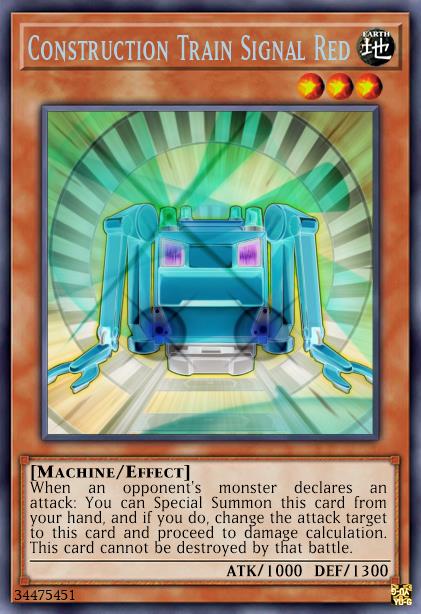 Construction Train Signal Red
EARTH
地
[Machine/Effect]
When an opponent's monster declares an
attack: You can Special Summon this card from
your hand, and if you do, change the attack target
to this card and proceed to damage calculation.
This card cannot be destroyed by that battle.
ATK/1000 DEF/1300
34475451